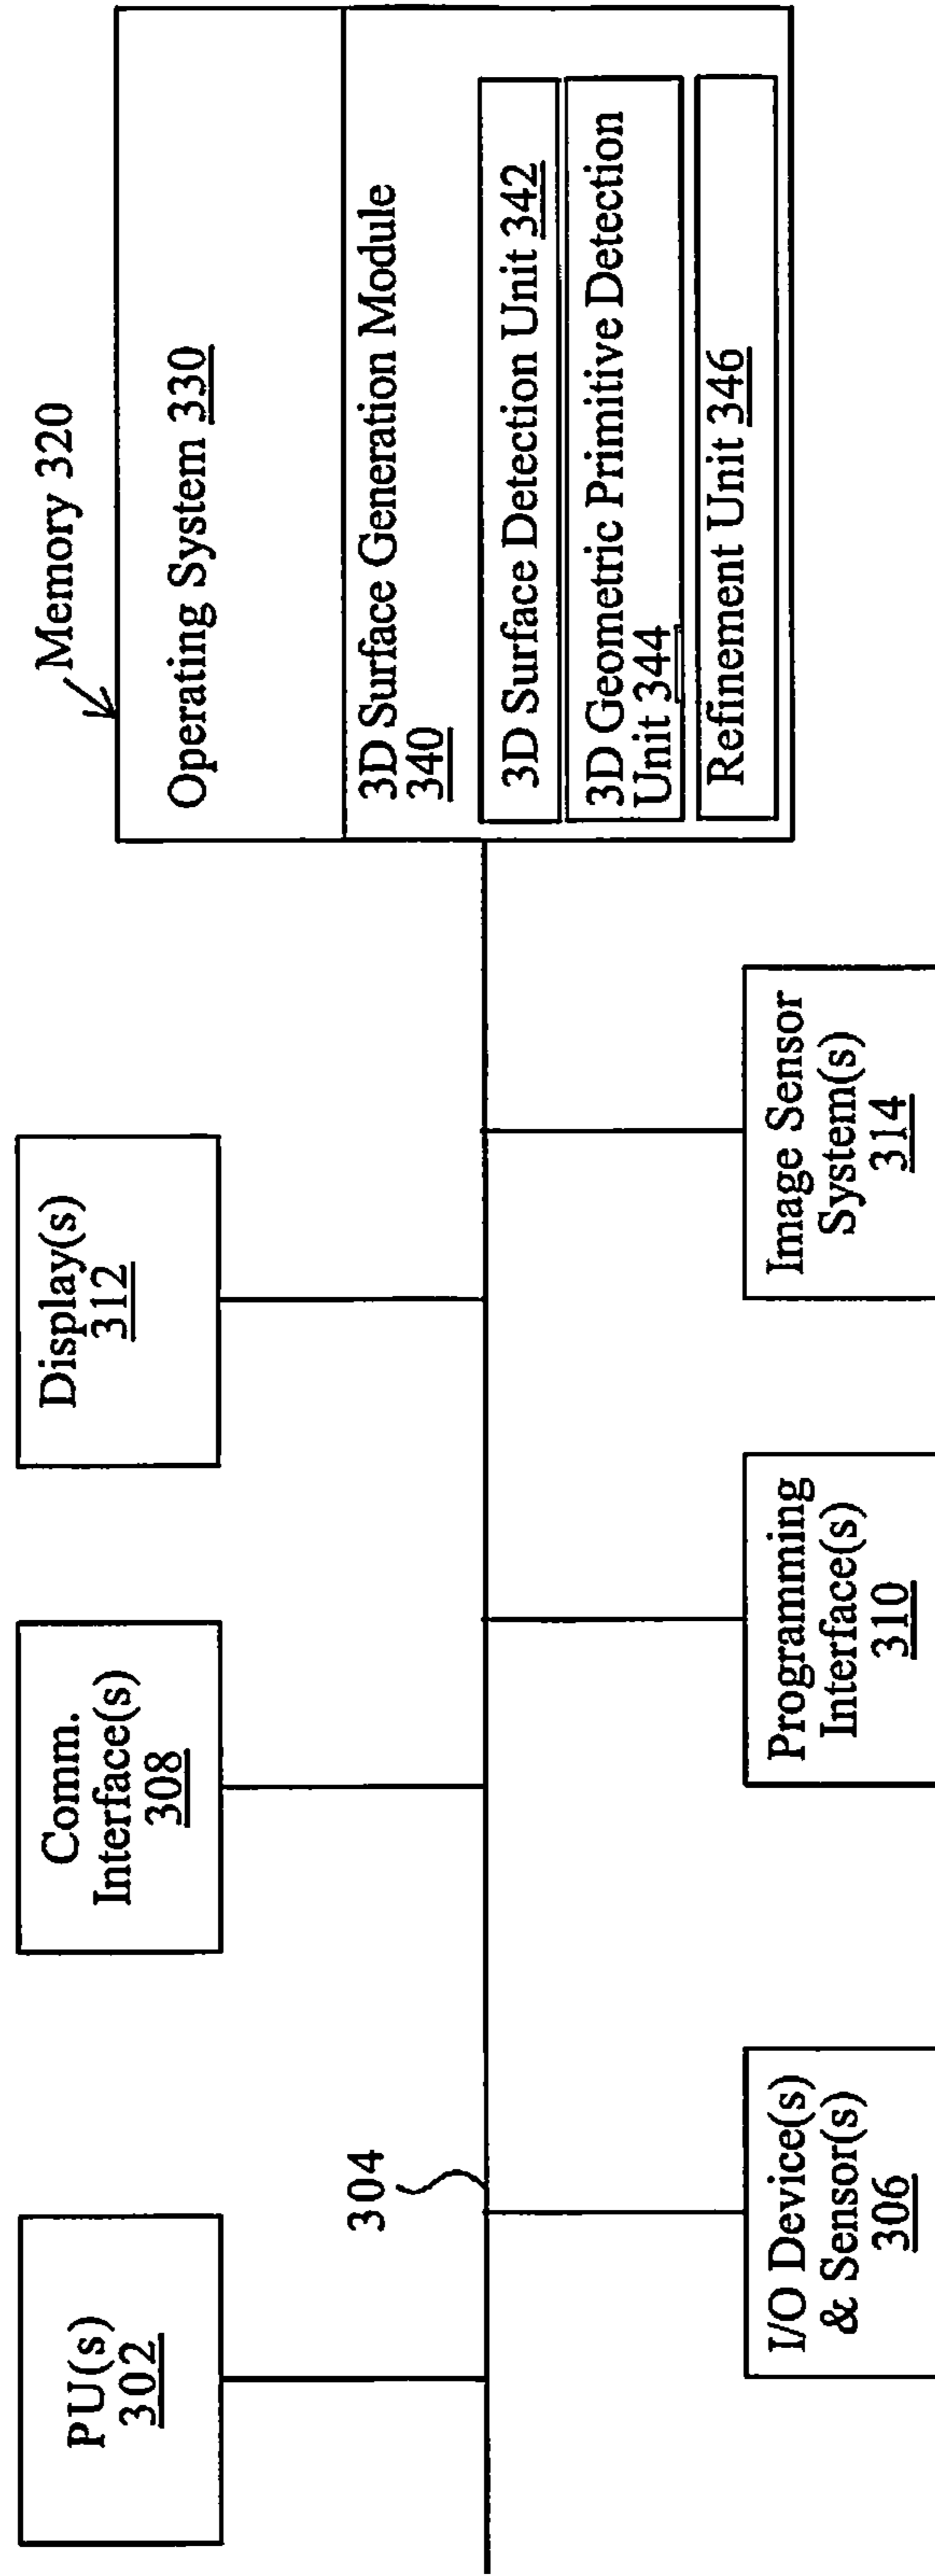 PU(s)
302
Comm.
Interface(s)
308
Display(s)
312
Memory 320
Operating System 330
3D Surface Generation Module
340
3D Surface Detection Unit 342
3D Geometric Primitive Detection
Unit 344
Refinement Unit 346
304
I/O Device(s)
& Sensor(s)
306
Programming
Interface(s)
310
Image Sensor
System(s)
314